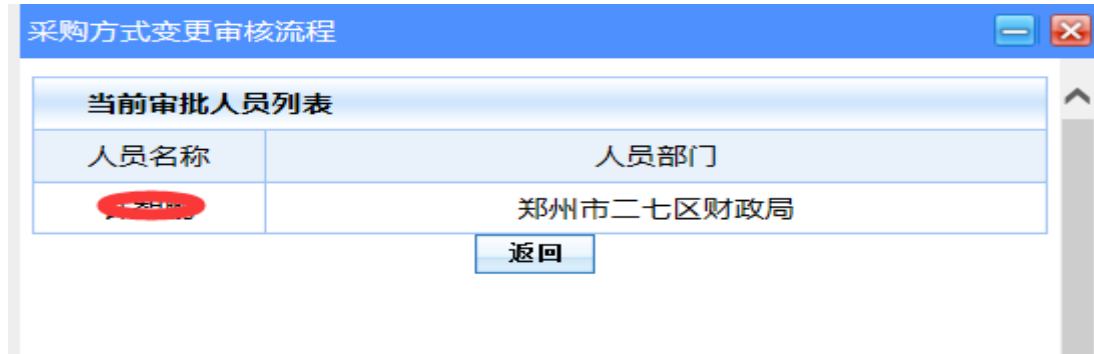 采购方式变更审核流程
当前审批人员列表
人员名称 人员部门
郑州市二七区财政局
返回